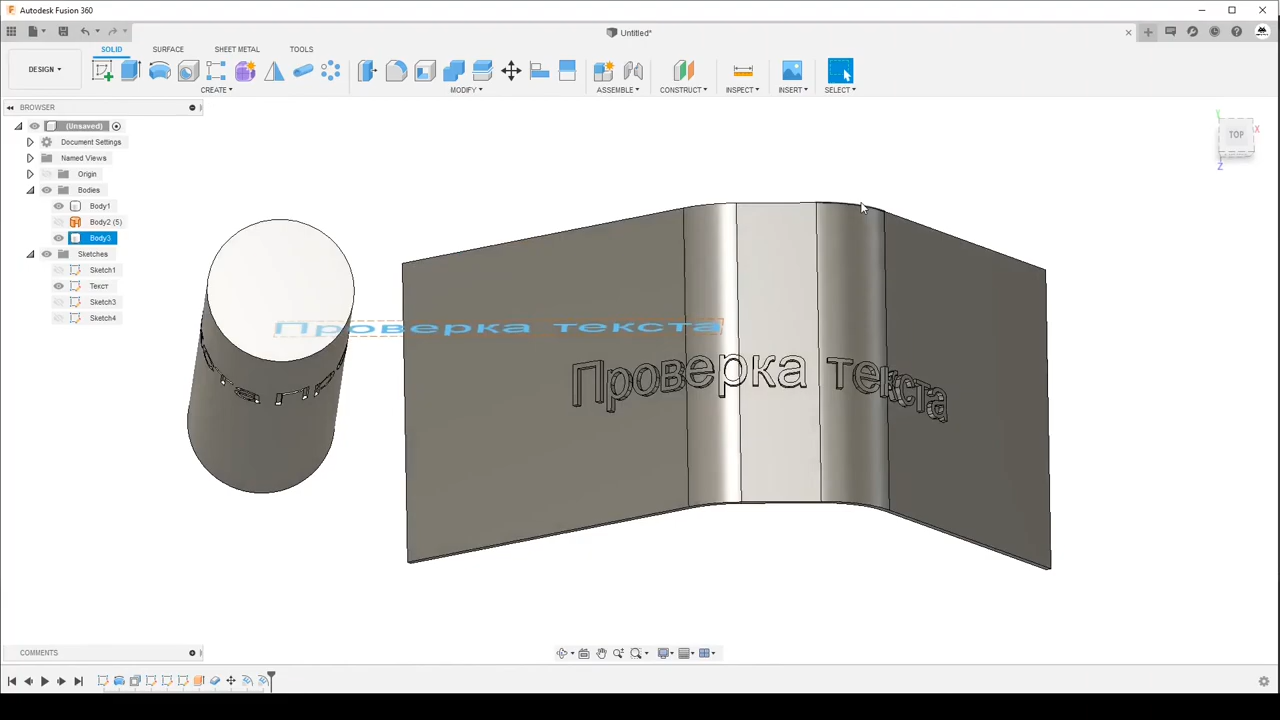 Autodesk Fusion 360
Untitled*
DESIGN
SOLID
SURFACE
SHEET METAL
TOOLS
CREATE
MODIFY
ASSEMBLE
CONSTRUCT
INSPECT
INSERT
SELECT
BROWSER
(Unsaved)
Document Settings
Named Views
Origin
Bodies
Body1
Body2 (5)
Body3
Sketches
Sketch1
Текст
Sketch3
Sketch4
TOP
X
Y
Z
Проверка текста
Проверка текста
COMMENTS